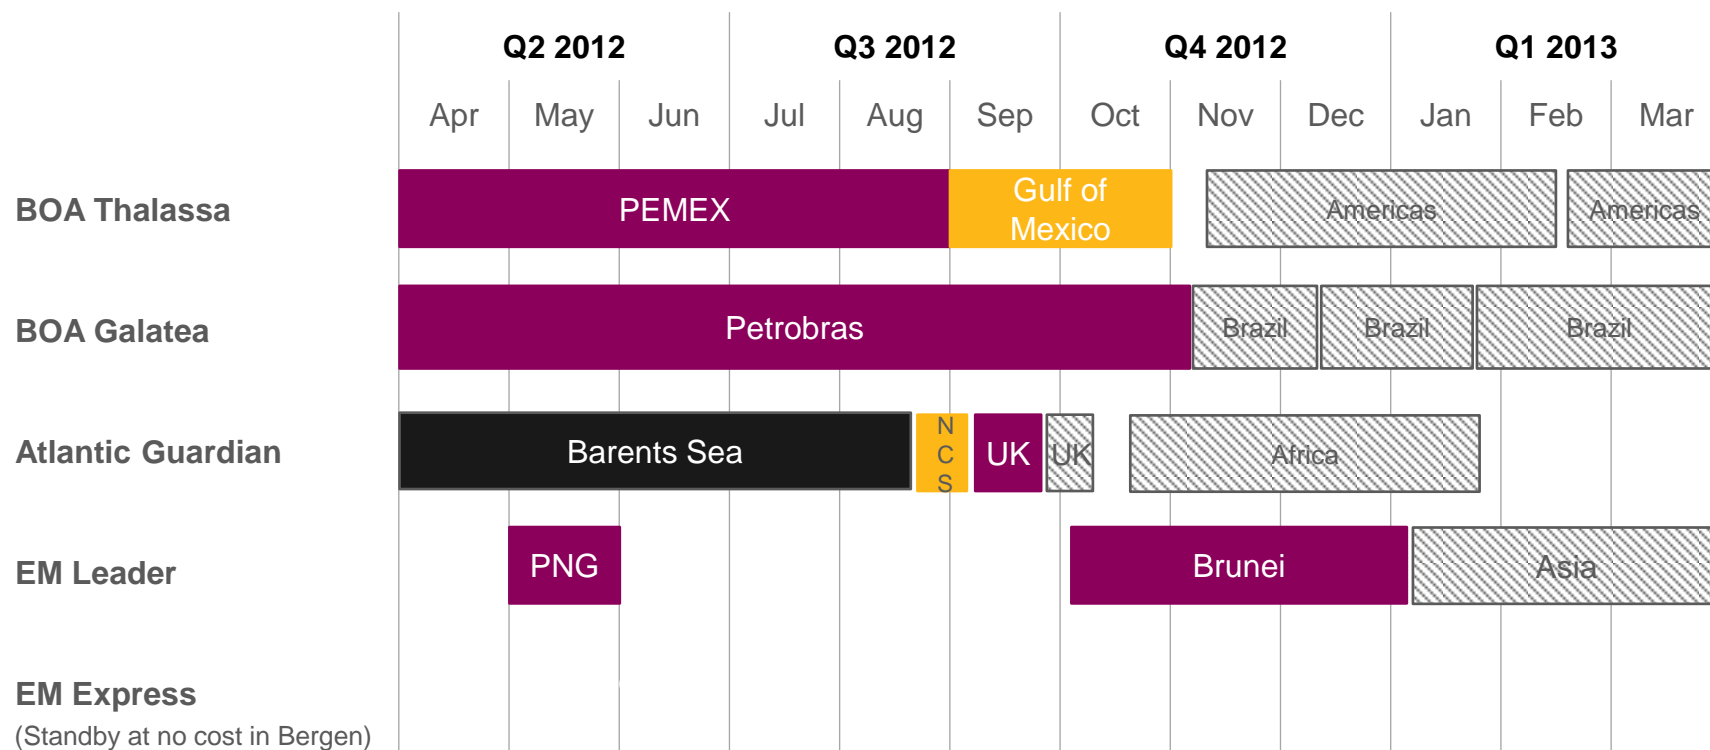 Q2 2012 Q3 2012 Q4 2012 Q1 2013
Apr May Jun Jul Aug Sep Oct Nov Dec Jan Feb Mar
BOA Thalassa
PEMEX
Gulf of
Mexico
Americas
Americas
BOA Galatea
Petrobras
Brazil
Brazil
Brazil
Atlantic Guardian
Barents Sea
N
C
S
UK
UK
Africa
EM Leader
PNG
Brunei
Asia
EM Express
(Standby at no cost in Bergen)